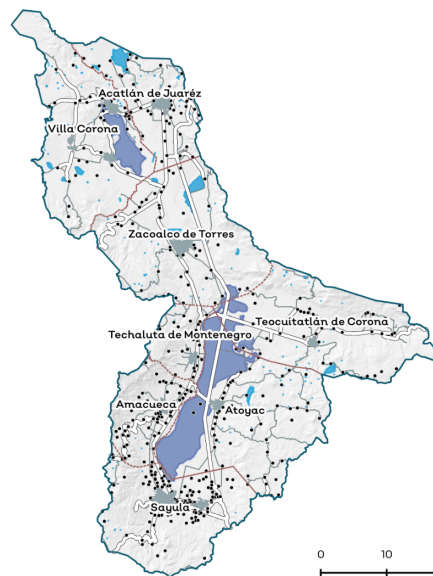 Acatlán de Juaréz
Villa Corona
Zacoalco de Torres
Teocuitatlán de Corona
Techaluta de Montenegro
Amacueca
Atoyac
Sayula
0 10